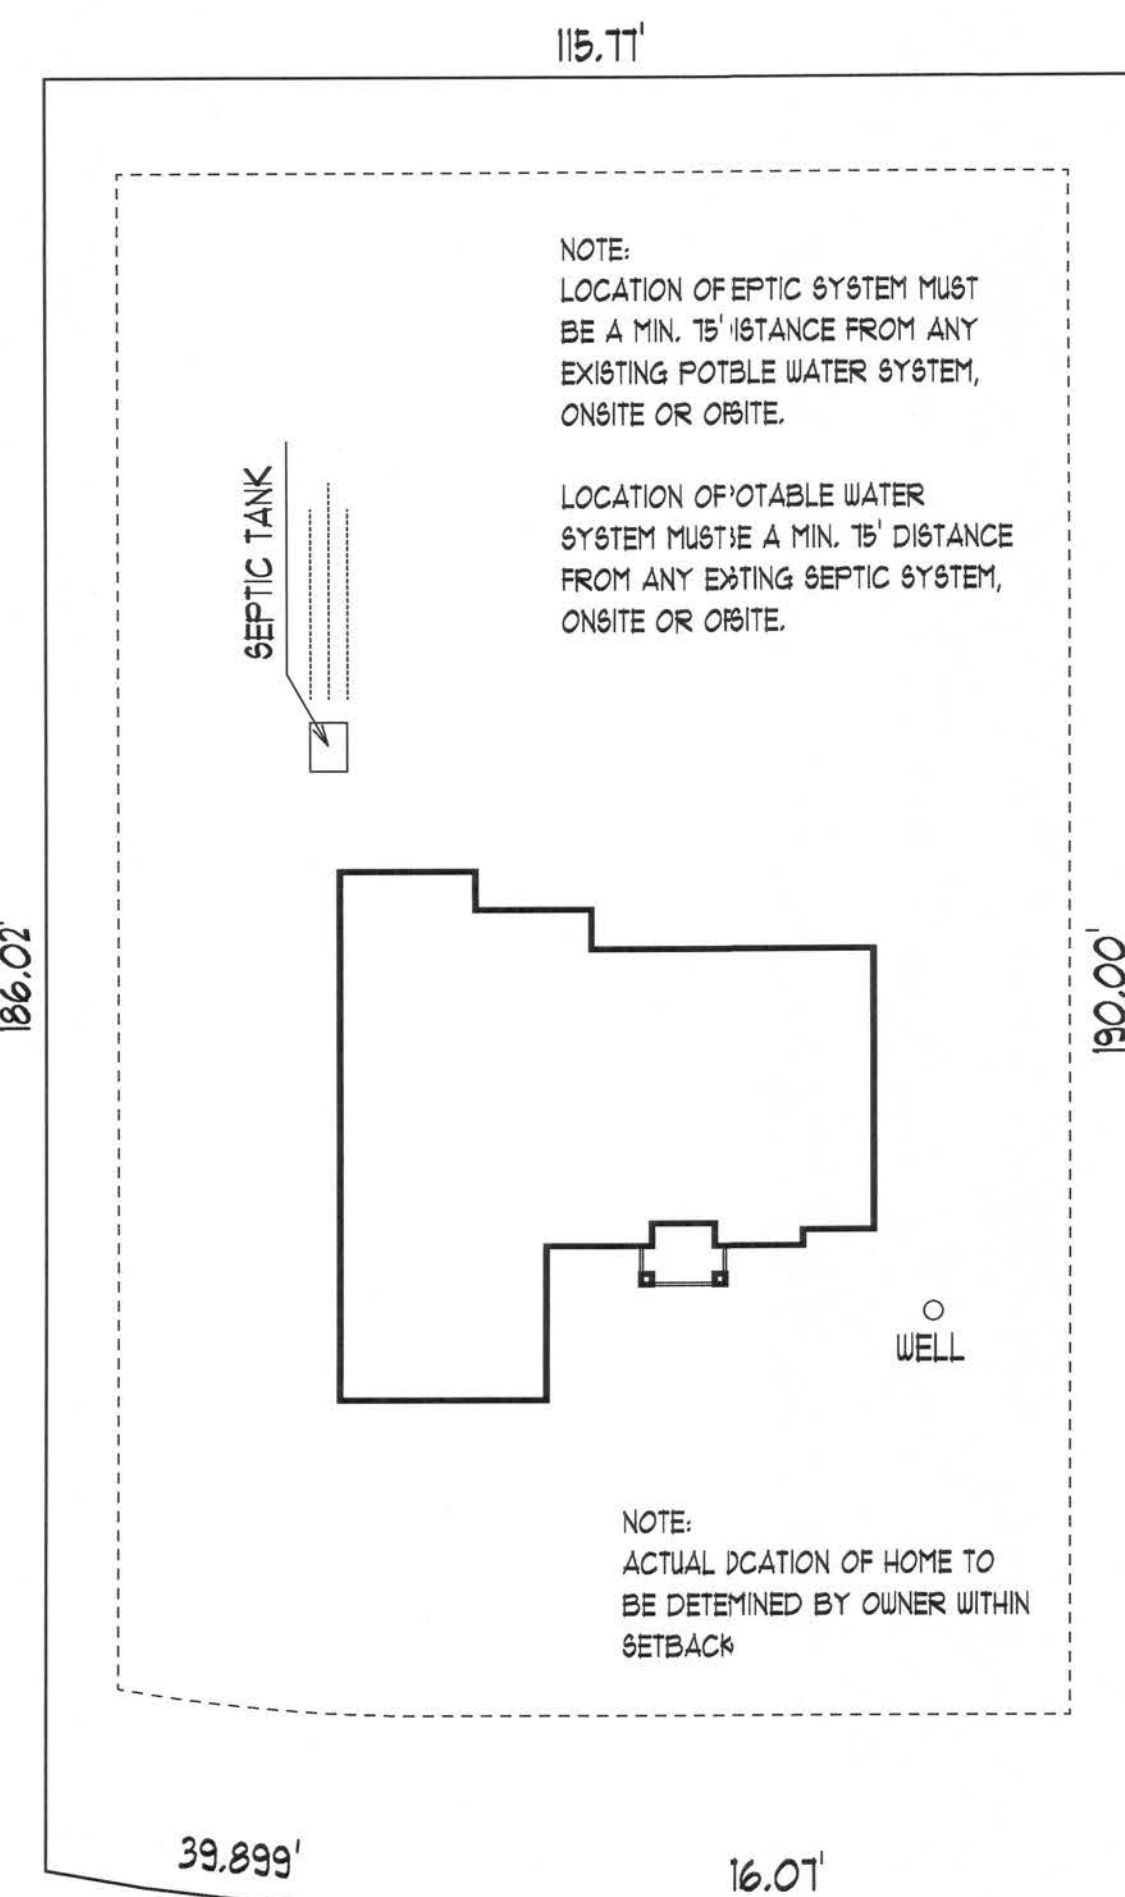 115.77'
NOTE:
LOCATION OF EPTIC SYSTEM MUST
BE A MIN. 75' ISTANCE FROM ANY
EXISTING POTBLE WATER SYSTEM,
ONSITE OR OFSITE.
SEPTIC TANK
LOCATION OF OTABLE WATER
SYSTEM MUST BE A MIN. 75' DISTANCE
FROM ANY EXSTING SEPTIC SYSTEM,
ONSITE OR OFSITE.
186.02'
190.00'
WELL
NOTE:
ACTUAL OCATION OF HOME TO
BE DETEMINED BY OWNER WITHIN
SETBACK
39.899'
16.07'